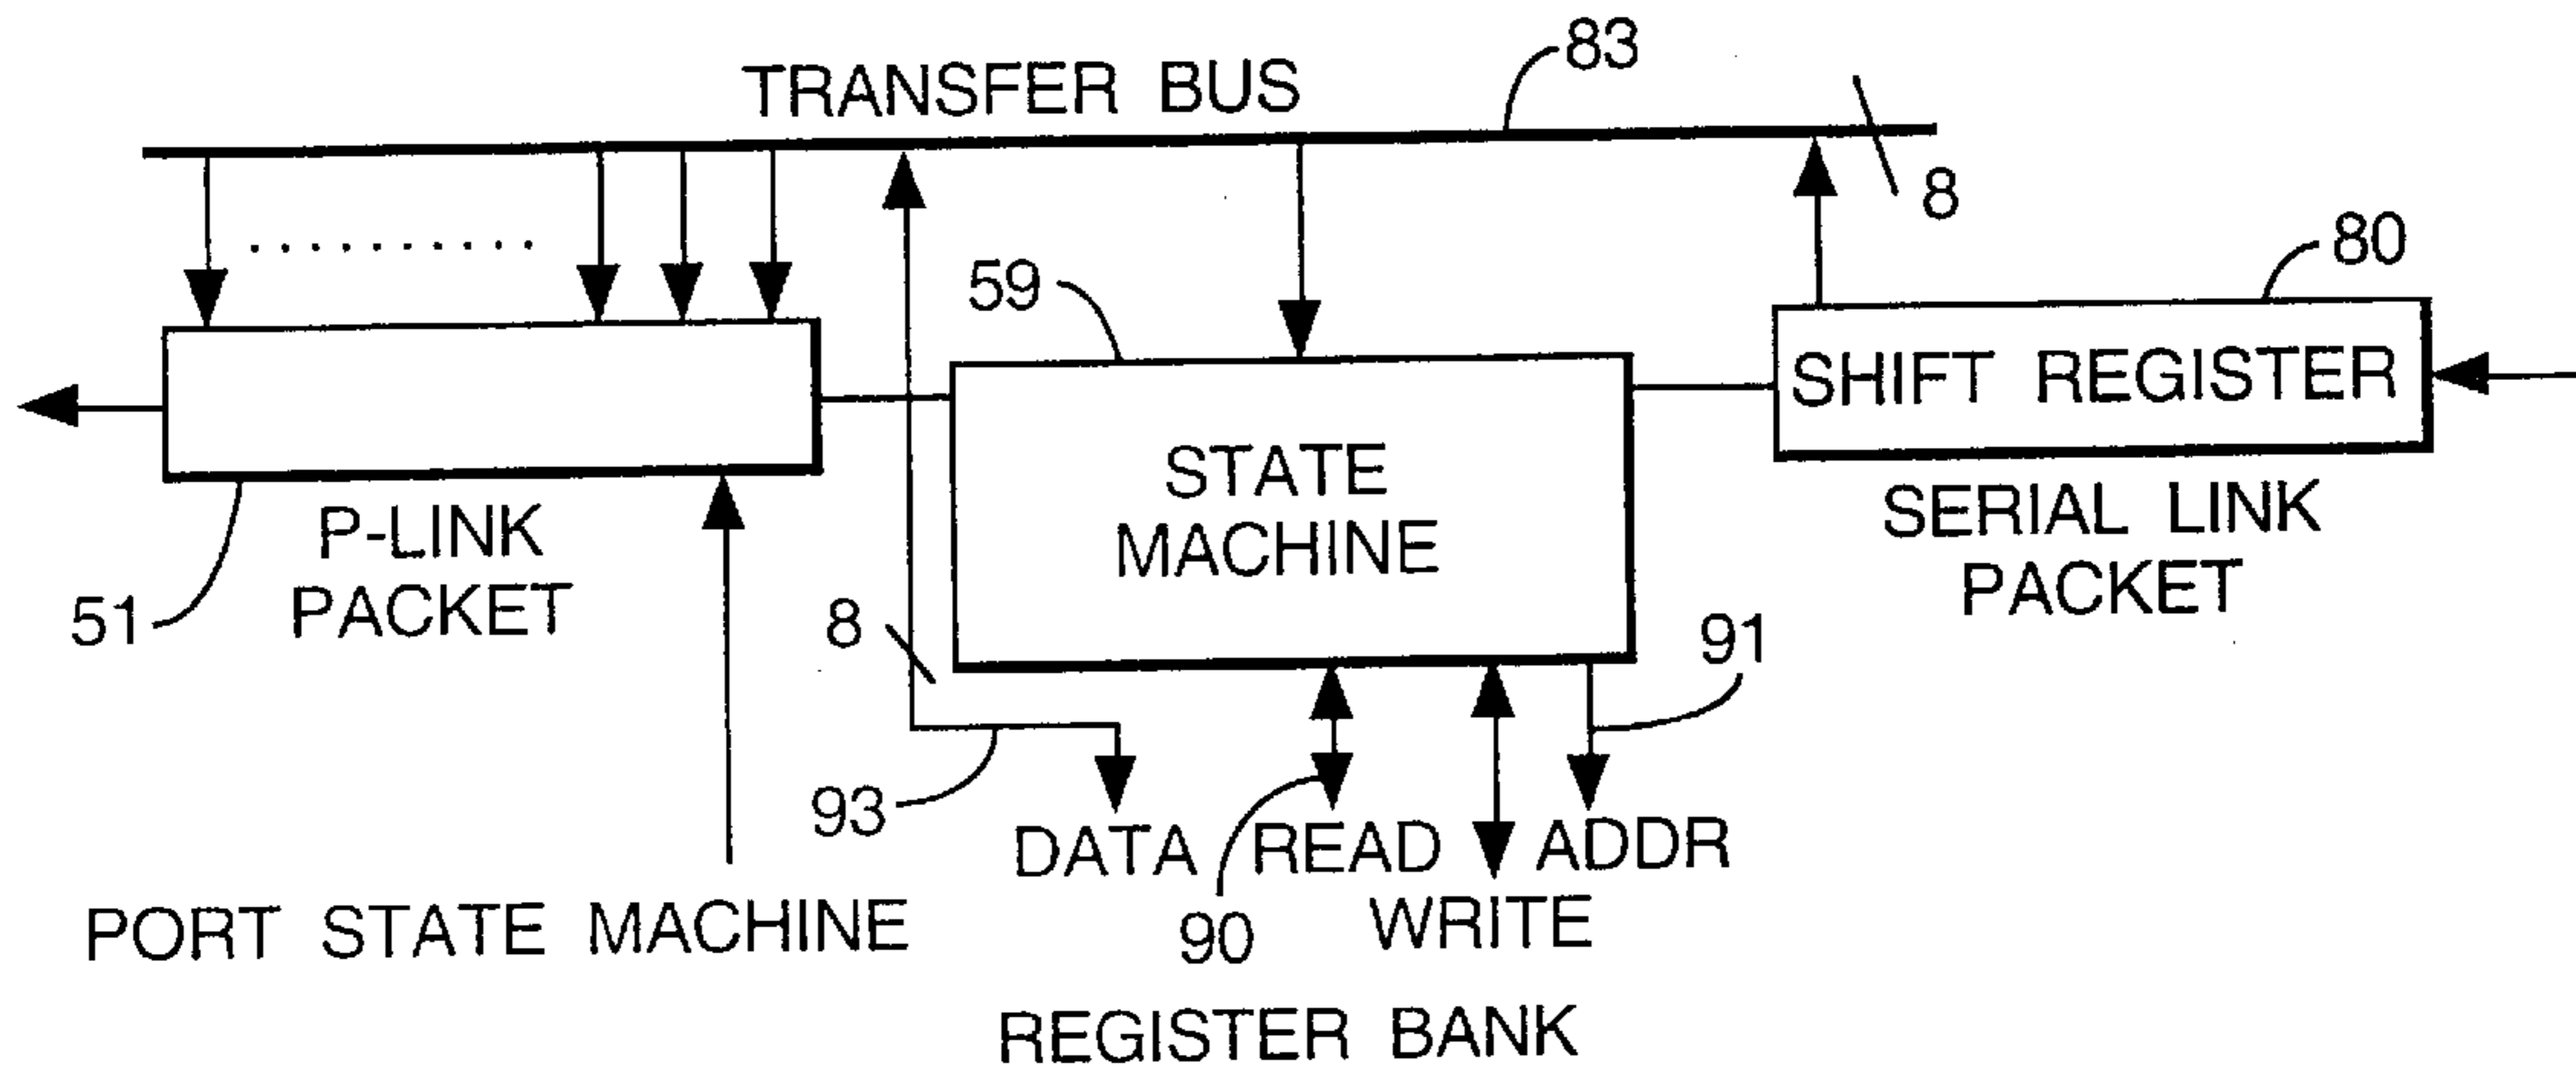 83
TRANSFER BUS
8
80
59
SHIFT REGISTER
STATE
MACHINE
SERIAL LINK
PACKET
P-LINK
PACKET
51
8
91
93
DATA READ ADDR
90
WRITE
PORT STATE MACHINE
REGISTER BANK